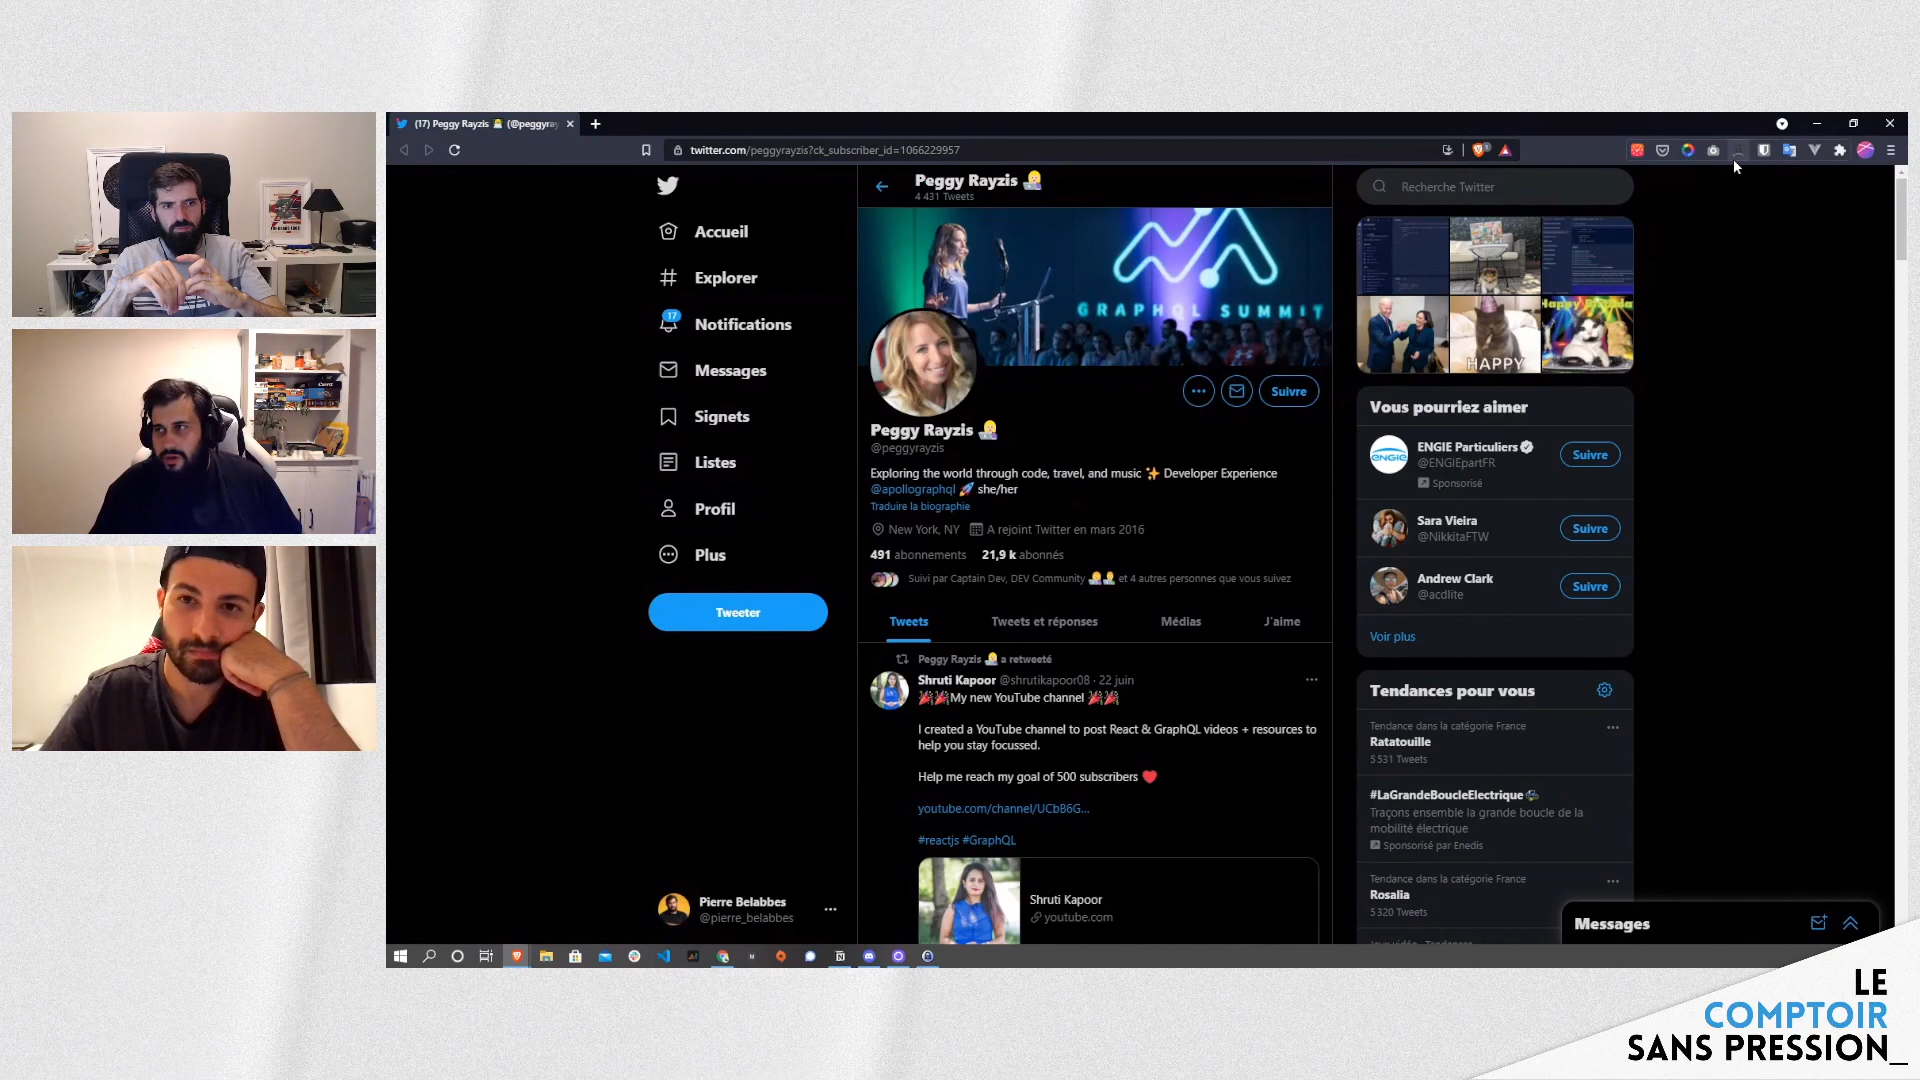 (17) Peggy Rayzis (@peggyray
twitter.com/peggyrayzis?ck_subscriber_id=1066229957
Peggy Rayzis
4 431 Tweets
Recherche Twitter
Accueil
Explorer
17
Notifications
Messages
Signets
Listes
Profil
Plus
Tweeter
Pierre Belabbes
@pierre_belabbes
GRAPHQL SUMMIT
Suivre
Peggy Rayzis
@peggyrayzis
Exploring the world through code, travel, and music ✨ Developer Experience
@apollographql 🚀 she/her
Traduire la biographie
New York, NY A rejoint Twitter en mars 2016
491 abonnements 21,9 k abonnés
Suivi par Captain Dev, DEV Community et 4 autres personnes que vous suivez
Tweets Tweets et réponses Médias J'aime
Peggy Rayzis a retweeté
Shruti Kapoor @shrutikapoor08 · 22 juin
🎉🎉My new YouTube channel 🎉🎉
I created a YouTube channel to post React & GraphQL videos + resources to
help you stay focussed.
Help me reach my goal of 500 subscribers ❤️
youtube.com/channel/UCbB6G...
#reactjs #GraphQL
Shruti Kapoor
youtube.com
HAPPY
Happy Birthday
Vous pourriez aimer
ENGIE
ENGIE Particuliers
@ENGIEpartFR
Sponsorisé
Suivre
Sara Vieira
@NikkitaFTW
Suivre
Andrew Clark
@acdlite
Suivre
Voir plus
Tendances pour vous
Tendance dans la catégorie France
Ratatouille
5 531 Tweets
#LaGrandeBoucleElectrique
Traçons ensemble la grande boucle de la
mobilité électrique
Sponsorisé par Enedis
Tendance dans la catégorie France
Rosalia
5 320 Tweets
Messages
LE
COMPTOIR
SANS PRESSION_